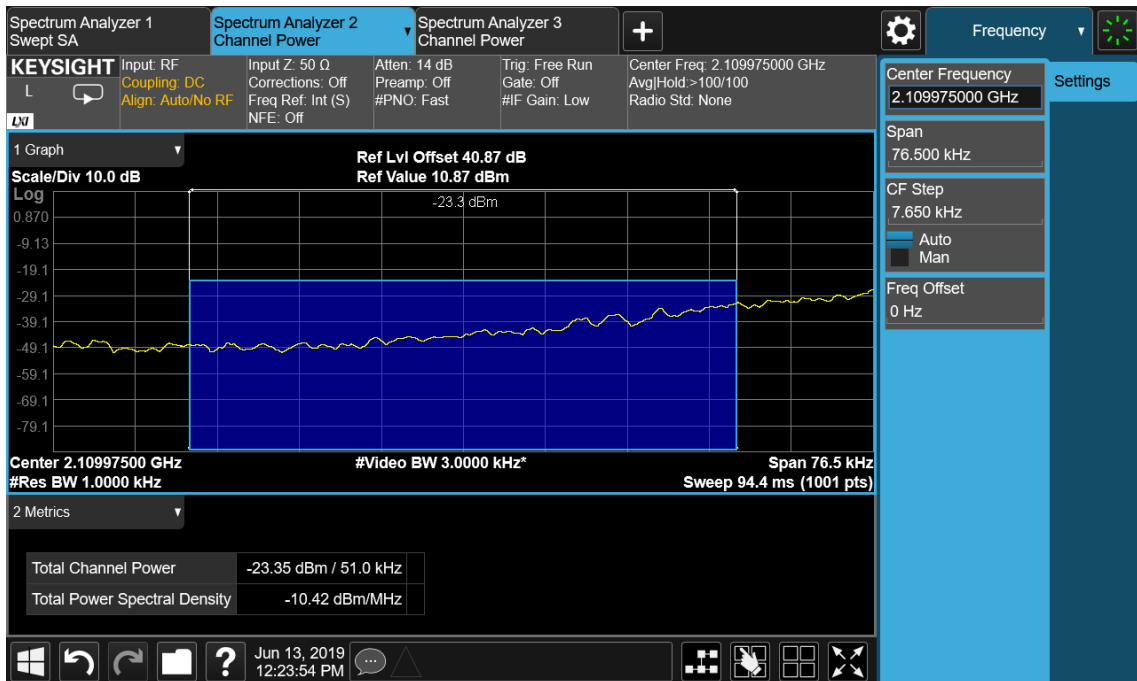 Spectrum Analyzer 1
Swept SA
Spectrum Analyzer 2
Channel Power
Spectrum Analyzer 3
Channel Power
Frequency
KEYSIGHT
L
LXI
Input: RF
Coupling: DC
Align: Auto/No RF
Input Z: 50 Ω
Corrections: Off
Freq Ref: Int (S)
NFE: Off
Atten: 14 dB
Preamp: Off
#PNO: Fast
Trig: Free Run
Gate: Off
#IF Gain: Low
Center Freq: 2.109975000 GHz
Avg|Hold:>100/100
Radio Std: None
Center Frequency
2.109975000 GHz
Settings
Span
76.500 kHz
CF Step
7.650 kHz
Auto
Man
Freq Offset
0 Hz
1 Graph
Scale/Div 10.0 dB
Ref Lvl Offset 40.87 dB
Ref Value 10.87 dBm
Log
-23.3 dBm
0.870
-9.13
-19.1
-29.1
-39.1
-49.1
-59.1
-69.1
-79.1
Center 2.10997500 GHz
#Video BW 3.0000 kHz*
Span 76.5 kHz
#Res BW 1.0000 kHz
Sweep 94.4 ms (1001 pts)
2 Metrics
Total Channel Power -23.35 dBm / 51.0 kHz
Total Power Spectral Density -10.42 dBm/MHz
Jun 13, 2019
12:23:54 PM